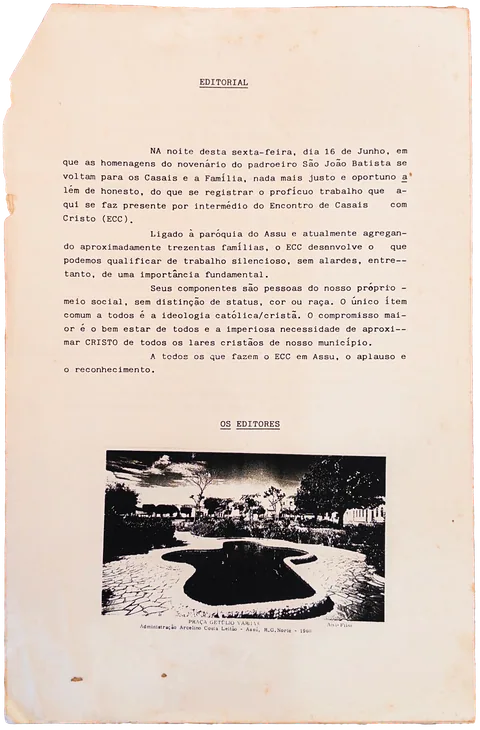 EDITORIAL
NA noite desta sexta-feira, dia 16 de Junho, em
que as homenagens do novenário do padroeiro São João Batista se
voltam para os Casais e a Família, nada mais justo e oportuno a
lém de honesto, do que se registrar o profícuo trabalho que a-
qui se faz presente por intermédio do Encontro de Casais com
Cristo (ECC).
Ligado à paróquia do Assu e atualmente agregan-
do aproximadamente trezentas famílias, o ECC desenvolve o que
podemos qualificar de trabalho silencioso, sem alardes, entre--
tanto, de uma importância fundamental.
Seus componentes são pessoas do nosso próprio -
meio social, sem distinção de status, cor ou raça. O único ítem
comum a todos é a ideologia católica/cristã. O compromisso mai-
or é o bem estar de todos e a imperiosa necessidade de aproxi--
mar CRISTO de todos os lares cristãos de nosso município.
A todos os que fazem o ECC em Assu, o aplauso e
o reconhecimento.
OS EDITORES
PRAÇA GETÚLIO VARGAS
Administração Arcelino Costa Leitão - Assú, R.G.Norte - 1960